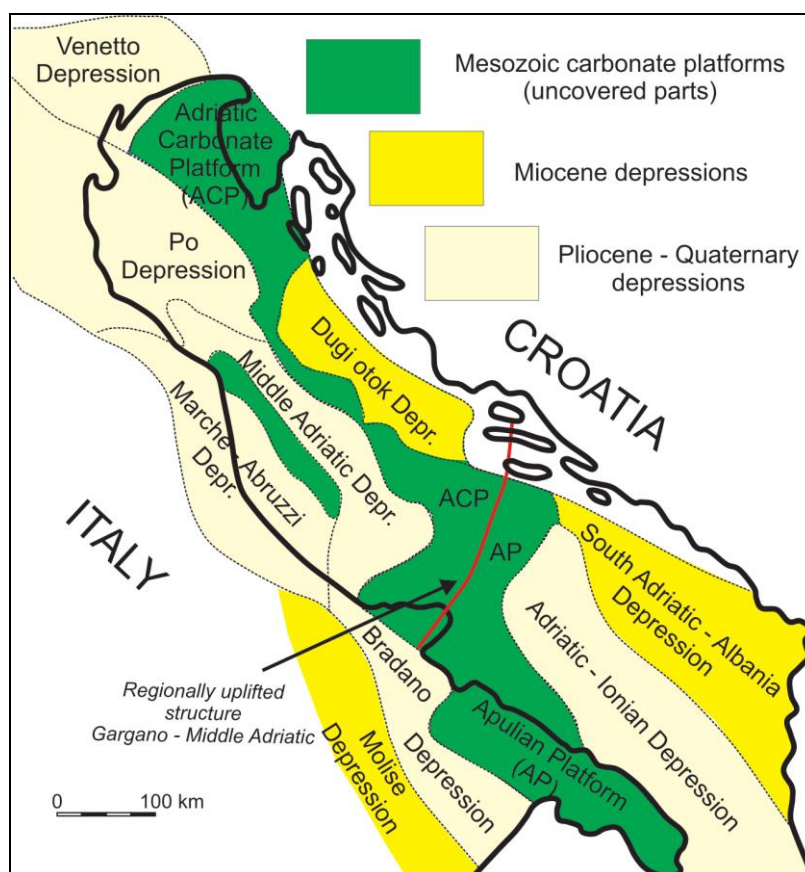 Venetto
Depression
Mesozoic carbonate platforms
(uncovered parts)
Adriatic
Carbonate
Platform
(ACP)
Miocene depressions
Po
Depression
Pliocene - Quaternary
depressions
Dugi otok Depr.
CROATIA
Middle Adriatic Depr.
Marche - Abruzzi
Depr.
ITALY
ACP
AP
South Adriatic - Albania
Depression
Adriatic - Ionian Depression
Bradano
Depression
Regionally uplifted
structure
Gargano - Middle Adriatic
Apulian Platform
(AP)
Molise
Depression
0 100 km